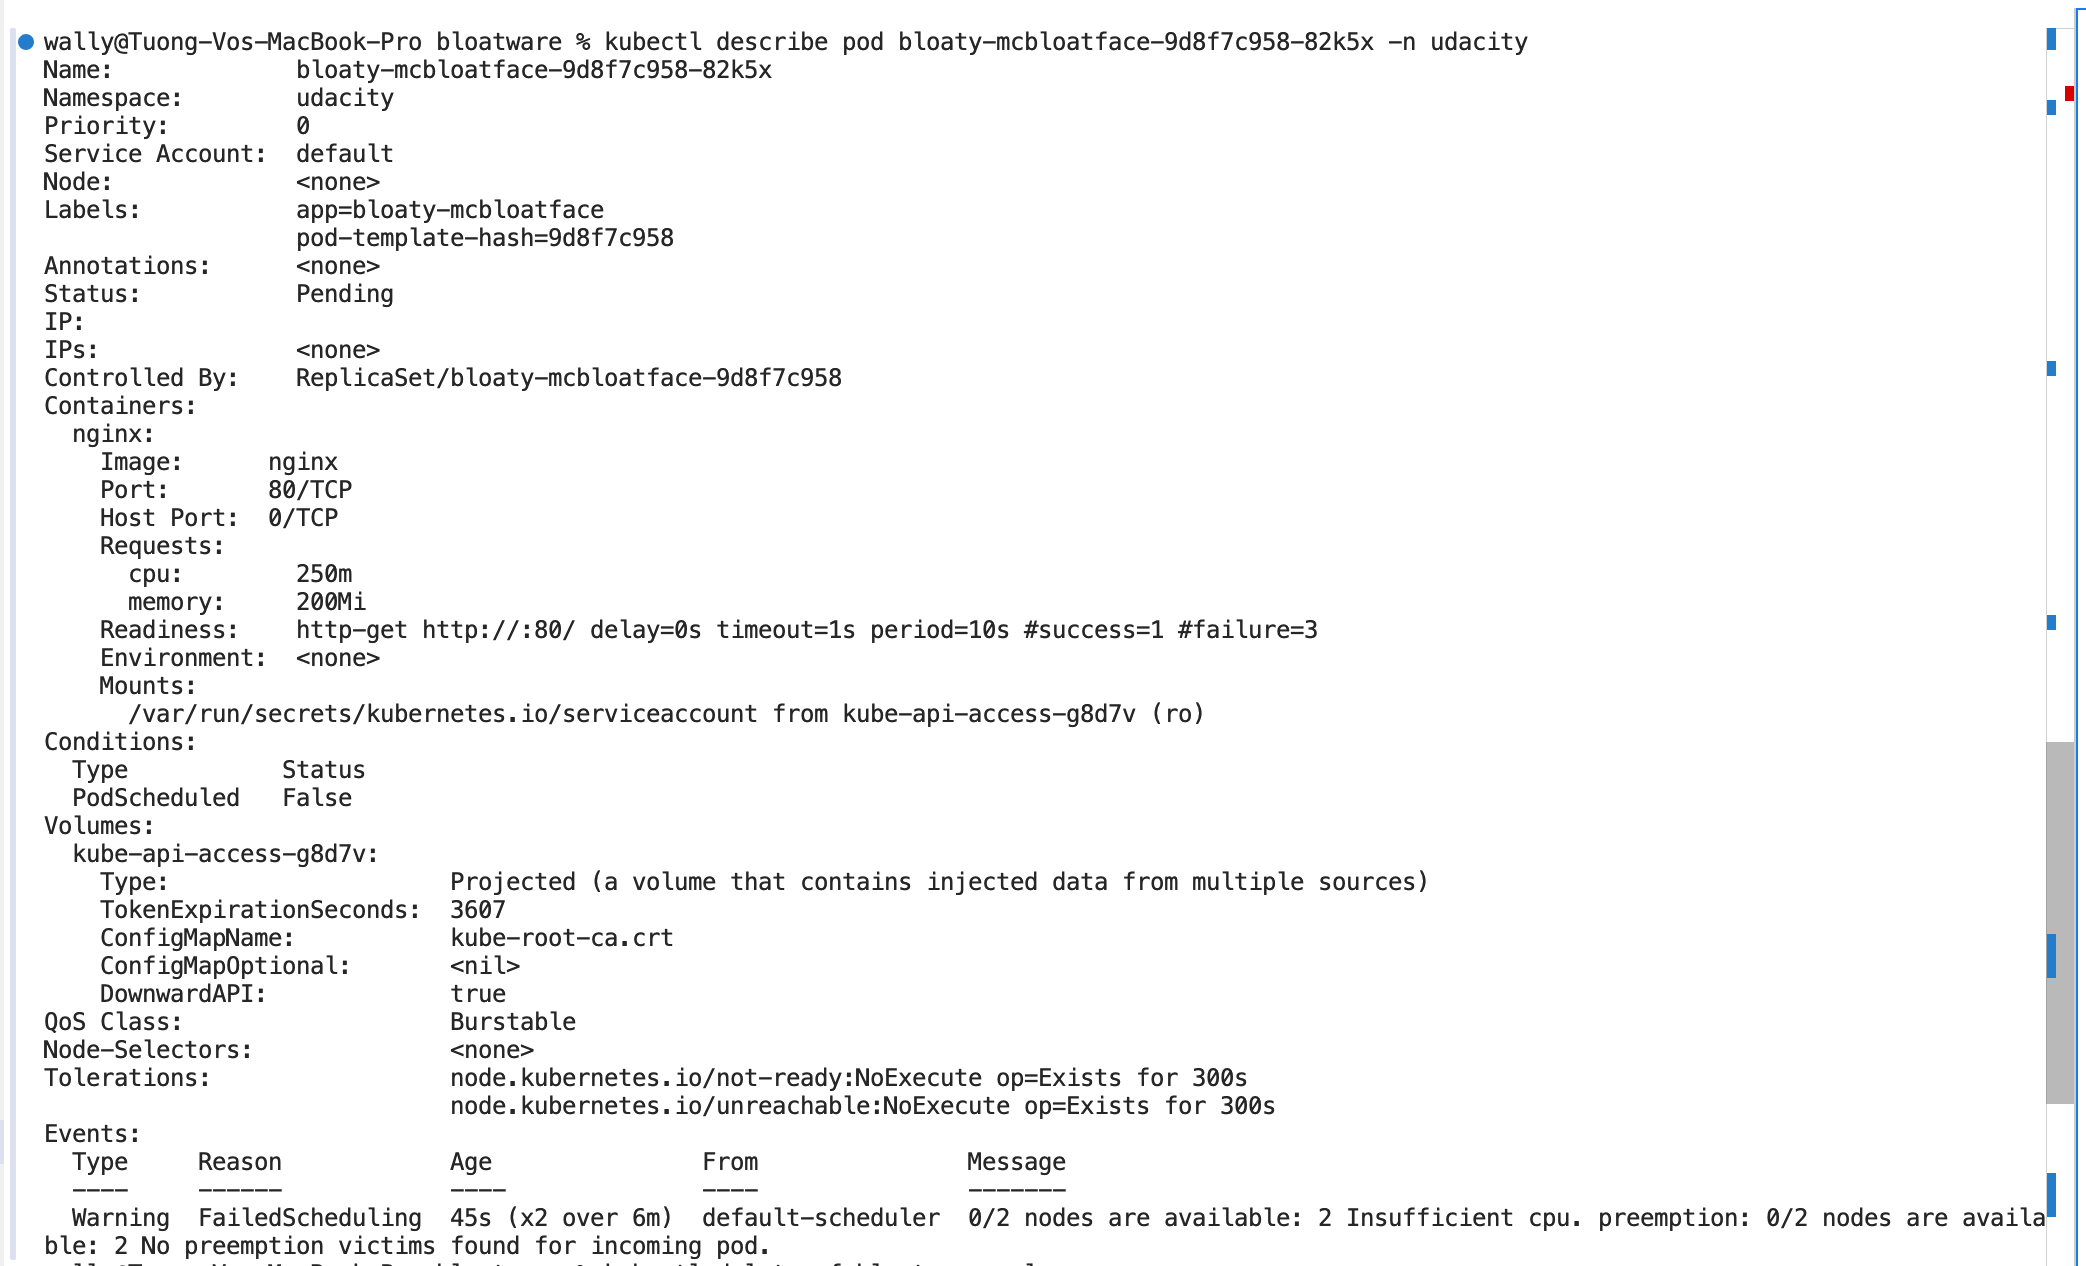 wally@Tuong-Vos-MacBook-Pro bloatware % kubectl describe pod bloaty-mcbloatface-9d8f7c958-82k5x -n udacity
Name:             bloaty-mcbloatface-9d8f7c958-82k5x
Namespace:        udacity
Priority:         0
Service Account:  default
Node:             <none>
Labels:           app=bloaty-mcbloatface
                  pod-template-hash=9d8f7c958
Annotations:      <none>
Status:           Pending
IP:
IPs:              <none>
Controlled By:    ReplicaSet/bloaty-mcbloatface-9d8f7c958
Containers:
  nginx:
    Image:      nginx
    Port:       80/TCP
    Host Port:  0/TCP
    Requests:
      cpu:        250m
      memory:     200Mi
    Readiness:    http-get http://:80/ delay=0s timeout=1s period=10s #success=1 #failure=3
    Environment:  <none>
    Mounts:
      /var/run/secrets/kubernetes.io/serviceaccount from kube-api-access-g8d7v (ro)
Conditions:
  Type           Status
  PodScheduled   False
Volumes:
  kube-api-access-g8d7v:
    Type:                    Projected (a volume that contains injected data from multiple sources)
    TokenExpirationSeconds:  3607
    ConfigMapName:           kube-root-ca.crt
    ConfigMapOptional:       <nil>
    DownwardAPI:             true
QoS Class:                   Burstable
Node-Selectors:              <none>
Tolerations:                 node.kubernetes.io/not-ready:NoExecute op=Exists for 300s
                             node.kubernetes.io/unreachable:NoExecute op=Exists for 300s
Events:
  Type     Reason            Age                From               Message
  ----     ------            ----               ----               -------
  Warning  FailedScheduling  45s (x2 over 6m)  default-scheduler  0/2 nodes are available: 2 Insufficient cpu. preemption: 0/2 nodes are availa
ble: 2 No preemption victims found for incoming pod.